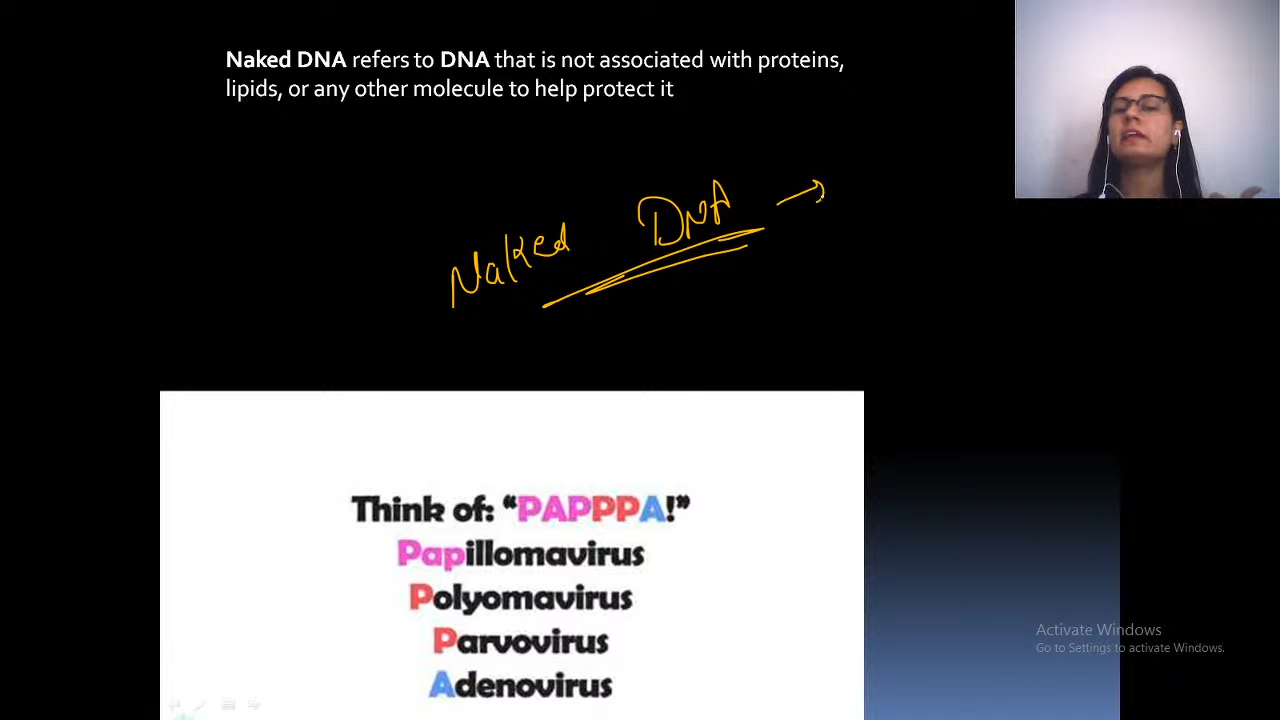 Naked DNA refers to DNA that is not associated with proteins,
lipids, or any other molecule to help protect it
Naked DNA →
Think of: “PAPPPA!”
Papillomavirus
Polyomavirus
Parvovirus
Adenovirus
Activate Windows
Go to Settings to activate Windows.